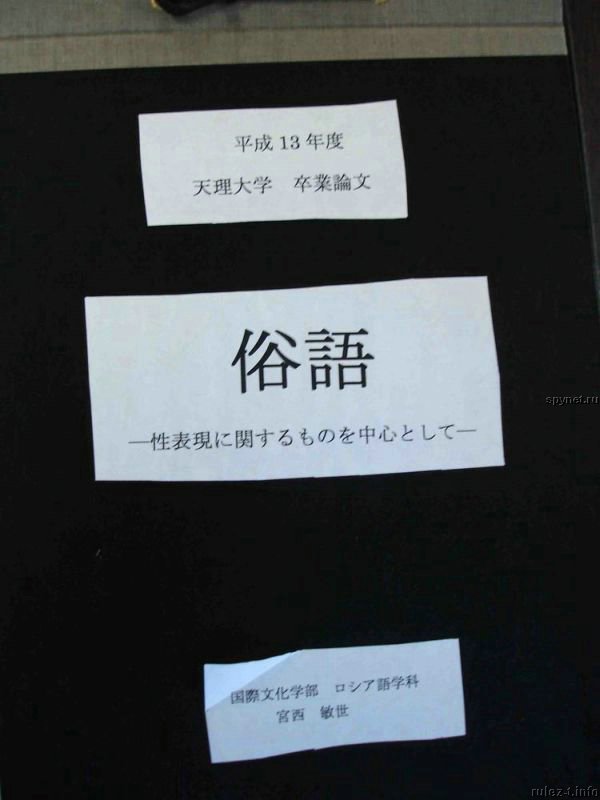 平成13年度
天理大学 卒業論文
俗語
―性表現に関するものを中心として―
spynet.ru
国際文化学部 ロシア語学科
宮西 敏世
rulez-t.info